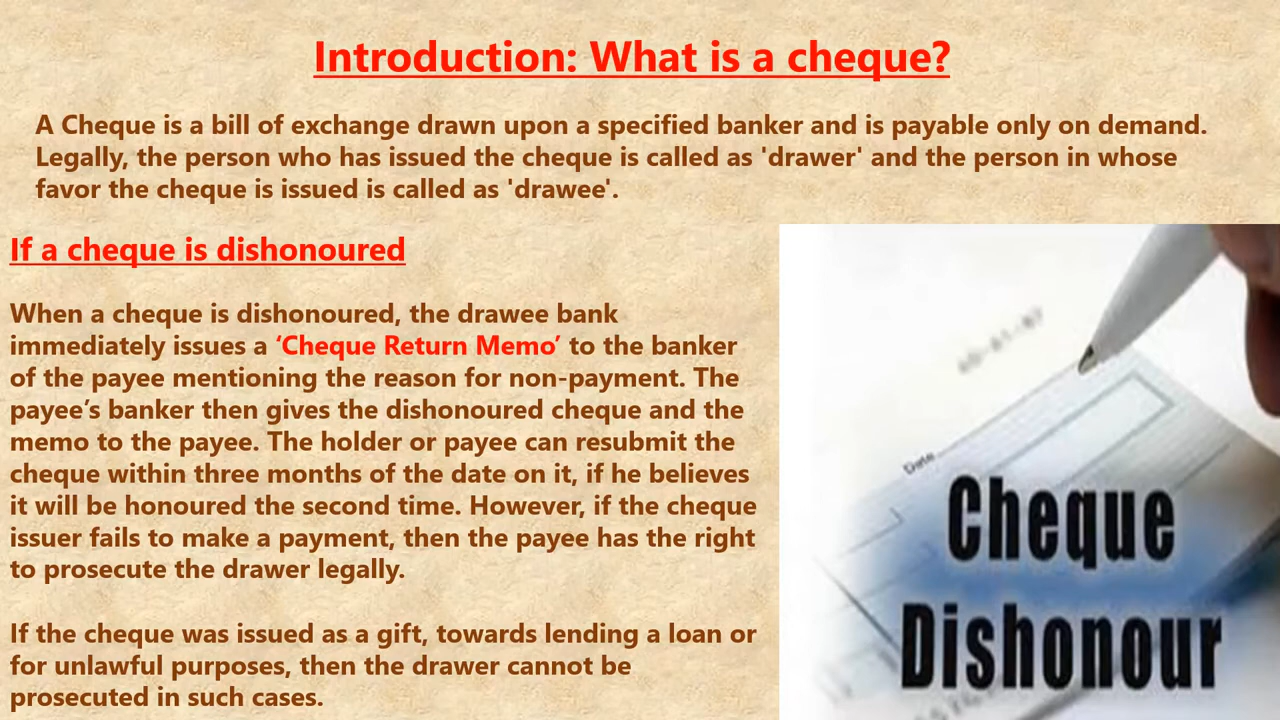 Introduction: What is a cheque?
A Cheque is a bill of exchange drawn upon a specified banker and is payable only on demand.
Legally, the person who has issued the cheque is called as 'drawer' and the person in whose
favor the cheque is issued is called as 'drawee'.
If a cheque is dishonoured
When a cheque is dishonoured, the drawee bank
immediately issues a ‘Cheque Return Memo’ to the banker
of the payee mentioning the reason for non-payment. The
payee’s banker then gives the dishonoured cheque and the
memo to the payee. The holder or payee can resubmit the
cheque within three months of the date on it, if he believes
it will be honoured the second time. However, if the cheque
issuer fails to make a payment, then the payee has the right
to prosecute the drawer legally.
If the cheque was issued as a gift, towards lending a loan or
for unlawful purposes, then the drawer cannot be
prosecuted in such cases.
Date
Cheque
Dishonour